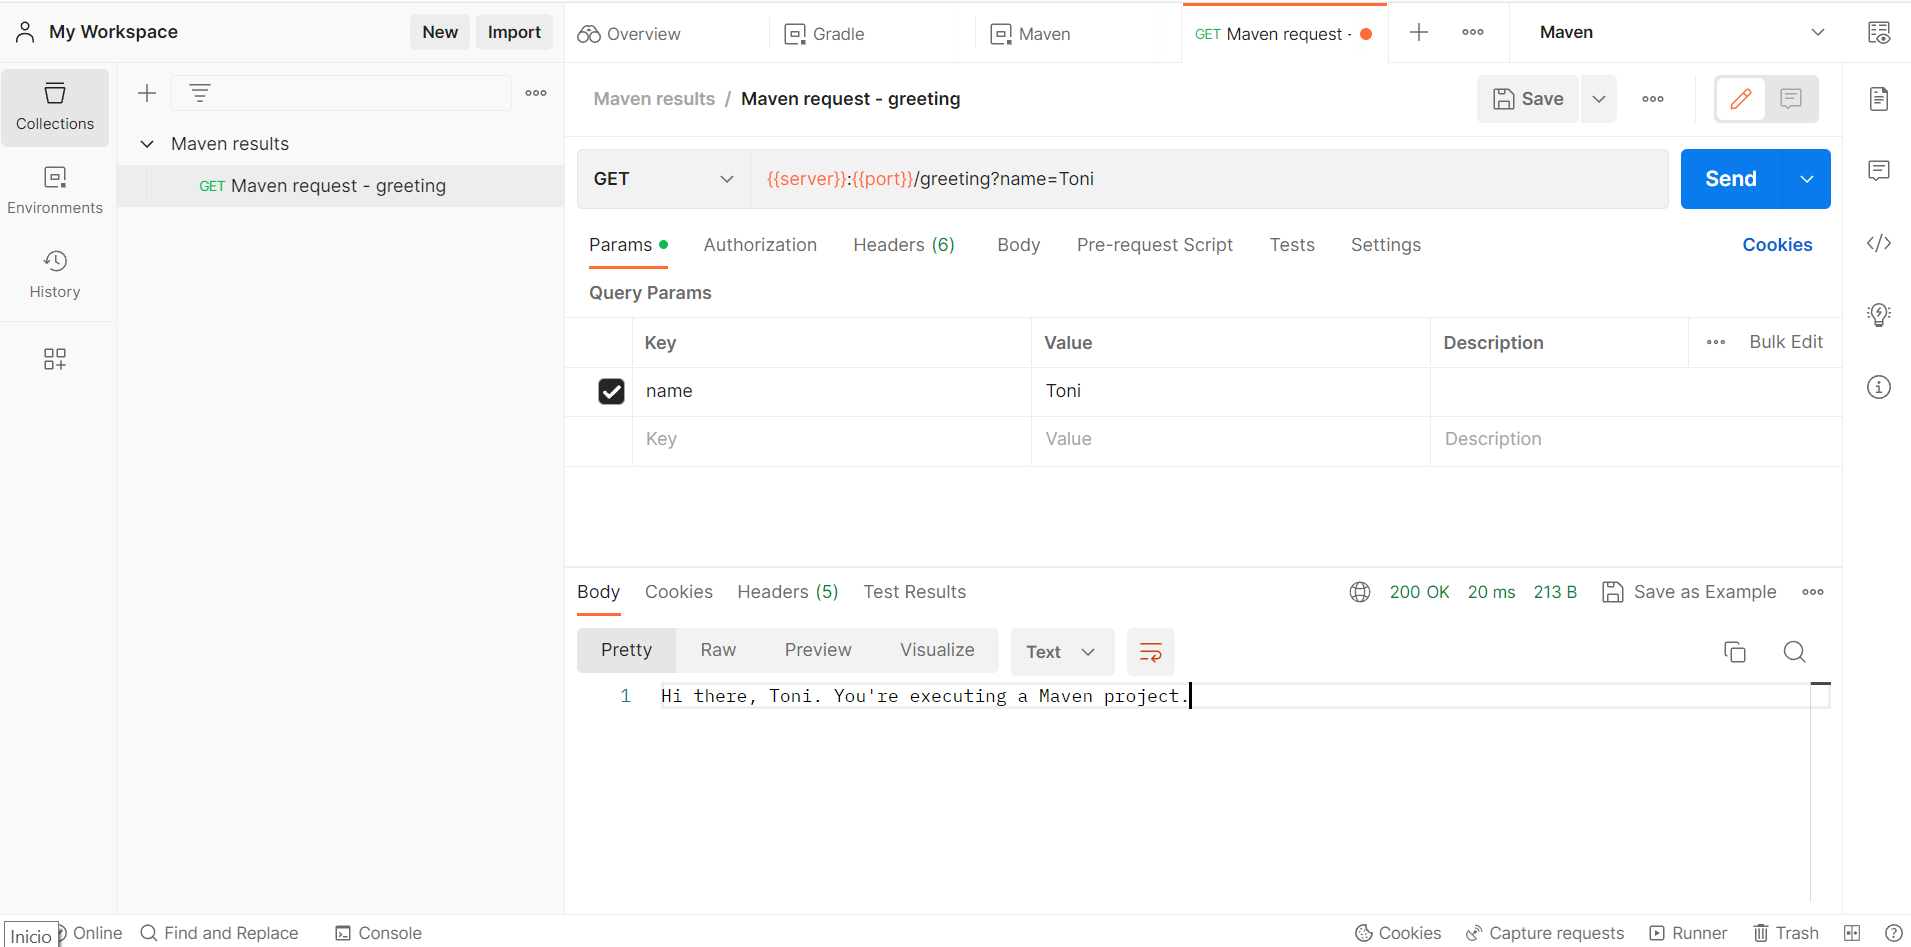 My Workspace
New
Import
Overview
Gradle
Maven
GET Maven request -
Maven
Collections
Environments
History
Maven results
GET Maven request - greeting
Maven results / Maven request - greeting
Save
GET
{{server}}:{{port}}/greeting?name=Toni
Send
Params
Authorization
Headers (6)
Body
Pre-request Script
Tests
Settings
Cookies
Query Params
Key
Value
Description
Bulk Edit
name
Toni
Key
Value
Description
Body
Cookies
Headers (5)
Test Results
200 OK
20 ms
213 B
Save as Example
Pretty
Raw
Preview
Visualize
Text
1
Hi there, Toni. You're executing a Maven project.
Inicio
Online
Find and Replace
Console
Cookies
Capture requests
Runner
Trash